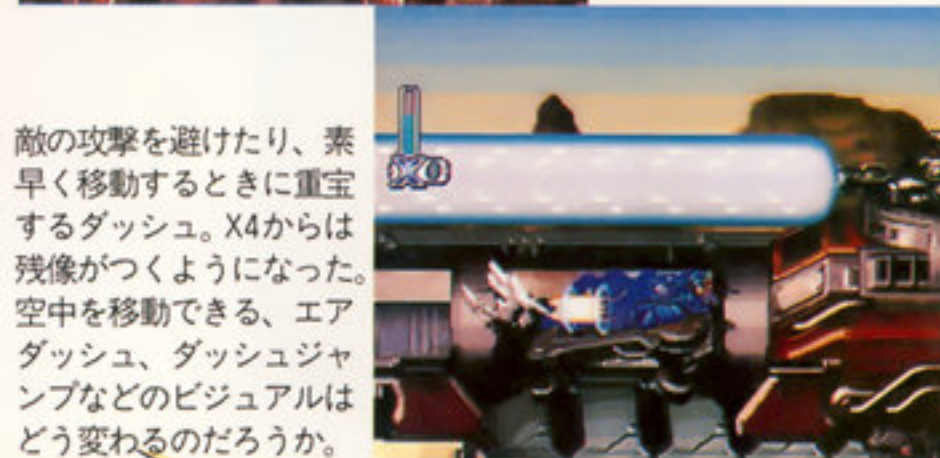 敵の攻撃を避けたり、素
早く移動するときに重宝
するダッシュ。X4からは
残像がつくようになった。
空中を移動できる、エア
ダッシュ、ダッシュジャ
ンプなどのビジュアルは
どう変わるのだろうか。